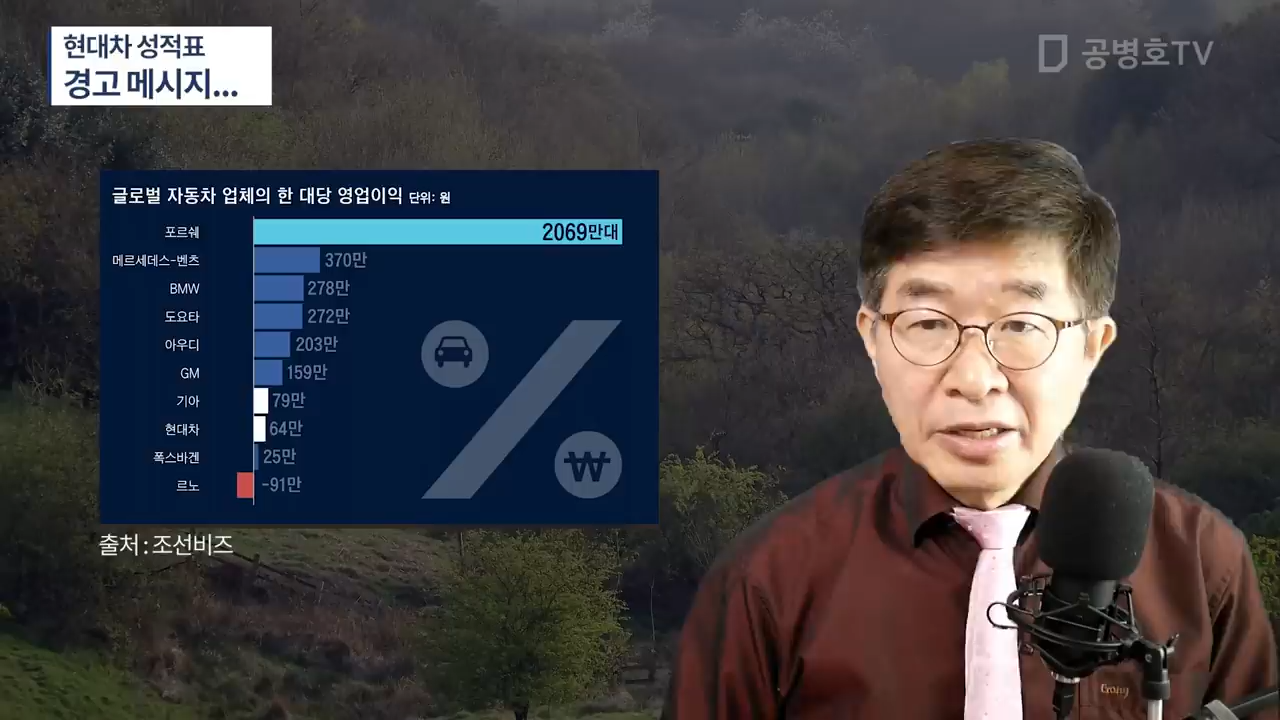 현대차 성적표
경고 메시지...
공병호TV
글로벌 자동차 업체의 한 대당 영업이익 단위: 원
포르쉐 2069만대
메르세데스-벤츠 370만
BMW 278만
도요타 272만
아우디 203만
GM 159만
기아 79만
현대차 64만
폭스바겐 25만
르노 -91만
₩
출처 : 조선비즈